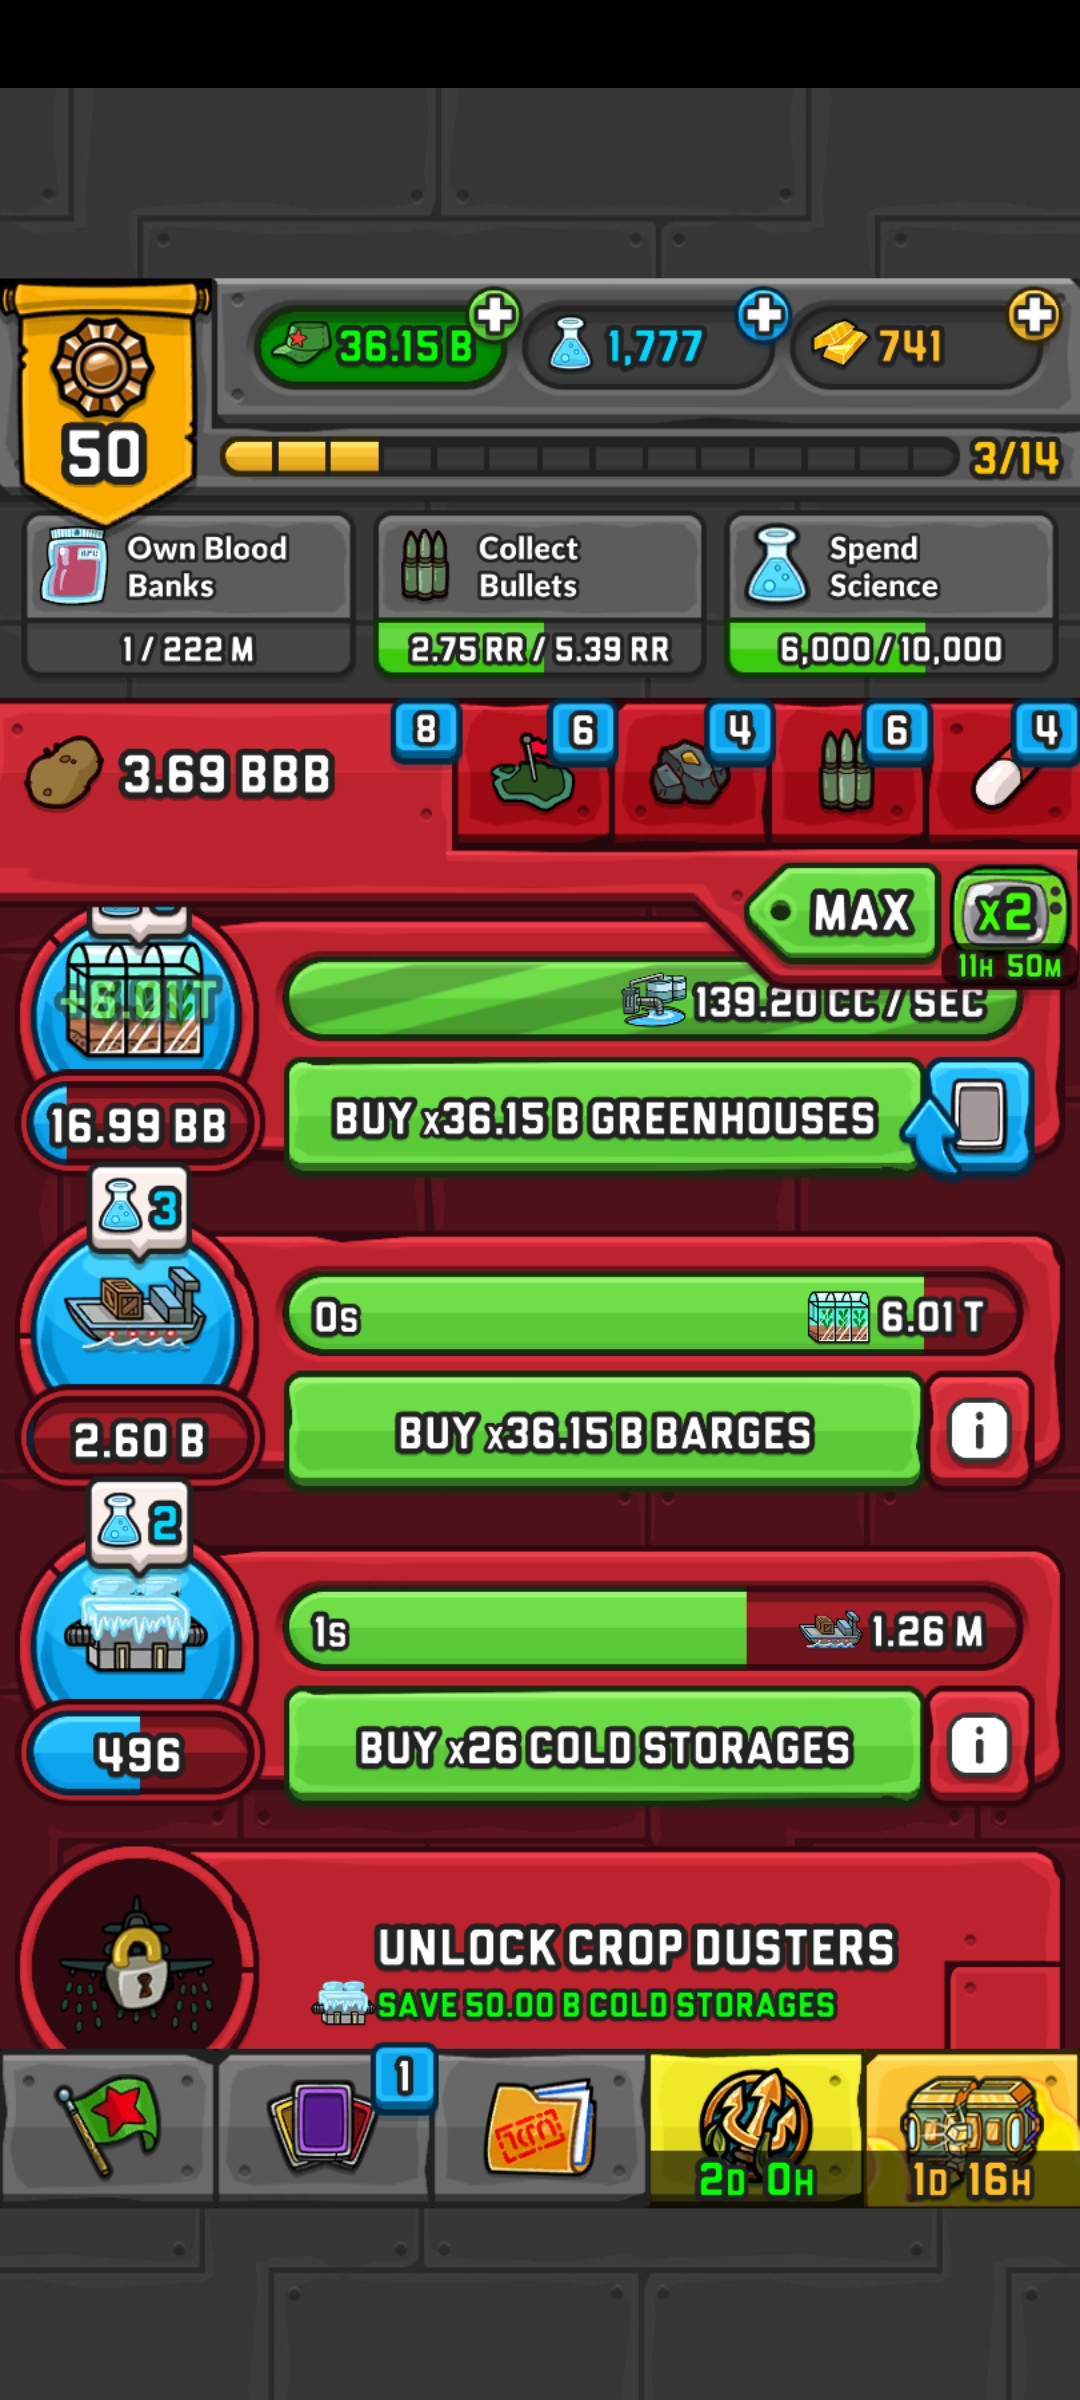 36.15 B
1,777
741
50
3/14
Own Blood Banks
1 / 222 M
Collect Bullets
2.75 RR / 5.39 RR
Spend Science
6,000 / 10,000
3.69 BBB
8
6
4
6
4
MAX
x2
11H 50M
+6.01T
139.20 CC / SEC
16.99 BB
BUY x36.15 B GREENHOUSES
3
0s
6.01 T
2.60 B
BUY x36.15 B BARGES
i
2
1s
1.26 M
496
BUY x26 COLD STORAGES
i
UNLOCK CROP DUSTERS
SAVE 50.00 B COLD STORAGES
1
2D 0H
1D 16H